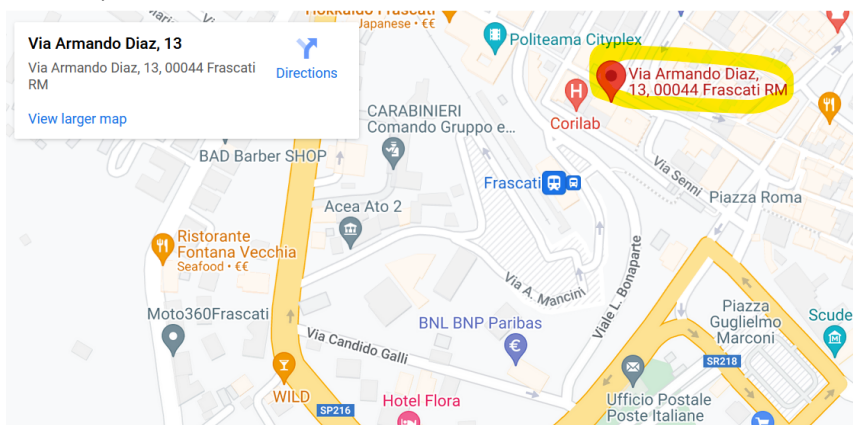 Hokkaido Frascati
Japanese • €€
Via Armando Diaz, 13
Via Armando Diaz, 13, 00044 Frascati
RM
Directions
View larger map
Politeama Cityplex
Via Armando Diaz,
13, 00044 Frascati RM
Corilab
CARABINIERI
Comando Gruppo e...
BAD Barber SHOP
Frascati
Via Senni
Piazza Roma
Acea Ato 2
Ristorante
Fontana Vecchia
Seafood • €€
Via A. Mancini
Viale L. Bonaparte
Moto360Frascati
BNL BNP Paribas
Piazza
Guglielmo
Marconi
Scude
Via Candido Galli
SR218
WILD
SP216
Hotel Flora
Ufficio Postale
Poste Italiane